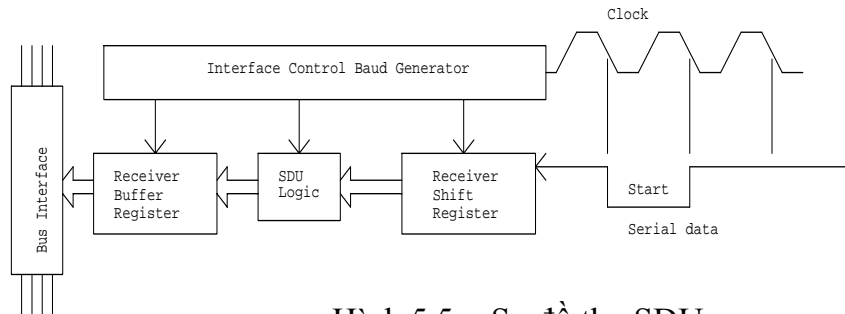 Clock
Interface Control Baud Generator
Bus Interface
Receiver
Buffer
Register
SDU
Logic
Receiver
Shift
Register
Start
Serial data